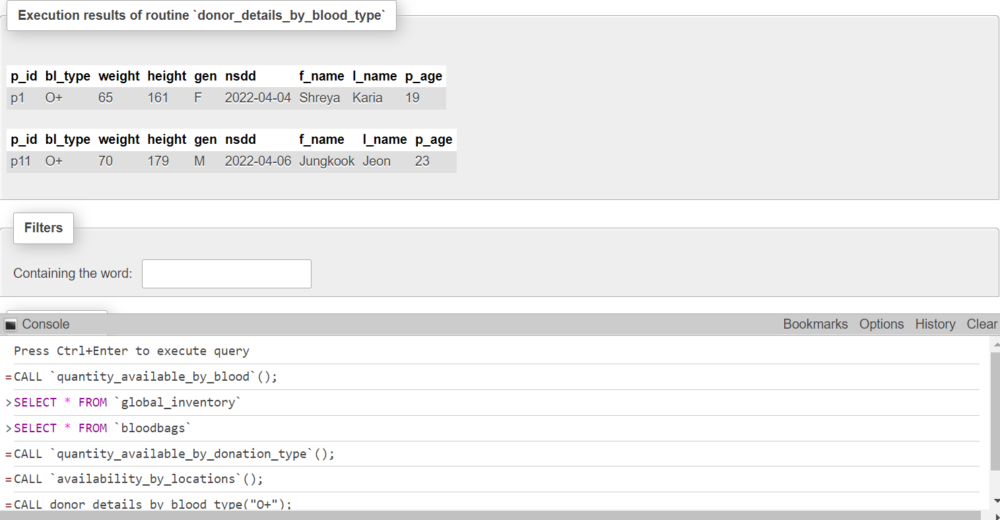 Execution results of routine `donor_details_by_blood_type`
p_id bl_type weight height gen nsdd f_name l_name p_age
p1 O+ 65 161 F 2022-04-04 Shreya Karia 19
p_id bl_type weight height gen nsdd f_name l_name p_age
p11 O+ 70 179 M 2022-04-06 Jungkook Jeon 23
Filters
Containing the word:
Console Bookmarks Options History Clear
Press Ctrl+Enter to execute query
=CALL `quantity_available_by_blood`();
>SELECT * FROM `global_inventory`
>SELECT * FROM `bloodbags`
=CALL `quantity_available_by_donation_type`();
=CALL `availability_by_locations`();
=CALL donor_details_by_blood_type("O+");